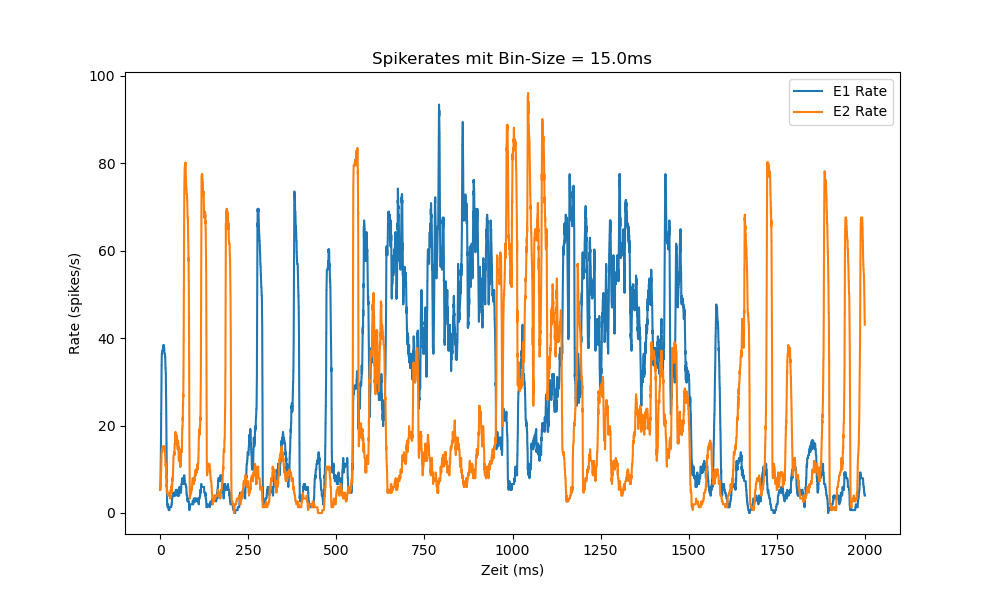 Spikerates mit Bin-Size = 15.0ms
E1 Rate
E2 Rate
Rate (spikes/s)
100
80
60
40
20
0
0 250 500 750 1000 1250 1500 1750 2000
Zeit (ms)